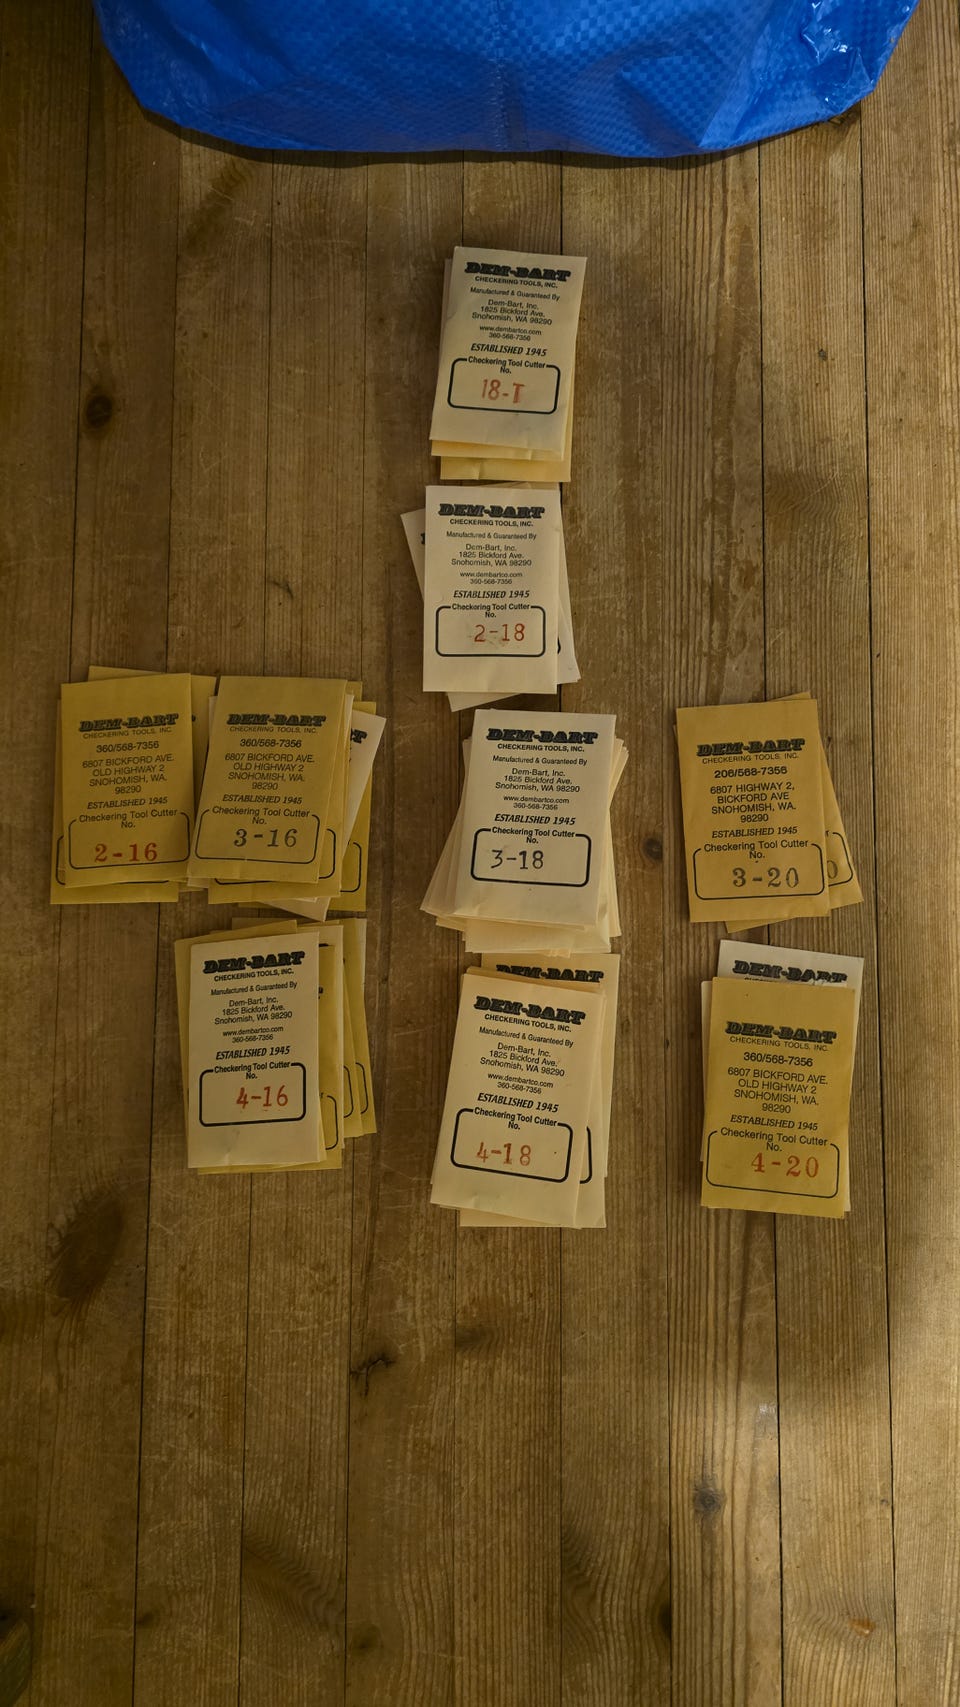 DEM-BART
CHECKERING TOOLS, INC.
Manufactured & Guaranteed By
Dem-Bart, Inc.
1825 Bickford Ave.
Snohomish, WA 98290
www.dembartco.com
360-568-7356
ESTABLISHED 1945
Checkering Tool Cutter
No.
18-T
DEM-BART
CHECKERING TOOLS, INC.
Manufactured & Guaranteed By
Dem-Bart, Inc.
1825 Bickford Ave.
Snohomish, WA 98290
www.dembartco.com
360-568-7356
ESTABLISHED 1945
Checkering Tool Cutter
No.
2-18
DEM-BART
CHECKERING TOOLS, INC.
360/568-7356
6807 BICKFORD AVE.
OLD HIGHWAY 2
SNOHOMISH, WA.
98290
ESTABLISHED 1945
Checkering Tool Cutter
No.
2-16
DEM-BART
CHECKERING TOOLS, INC.
360/568-7356
6807 BICKFORD AVE.
OLD HIGHWAY 2
SNOHOMISH, WA.
98290
ESTABLISHED 1945
Checkering Tool Cutter
No.
3-16
DEM-BART
CHECKERING TOOLS, INC.
Manufactured & Guaranteed By
Dem-Bart, Inc.
1825 Bickford Ave.
Snohomish, WA 98290
www.dembartco.com
360-568-7356
ESTABLISHED 1945
Checkering Tool Cutter
No.
3-18
DEM-BART
CHECKERING TOOLS, INC.
206/568-7356
6807 HIGHWAY 2,
BICKFORD AVE
SNOHOMISH, WA.
98290
ESTABLISHED 1945
Checkering Tool Cutter
No.
3-20
DEM-BART
CHECKERING TOOLS, INC.
Manufactured & Guaranteed By
Dem-Bart, Inc.
1825 Bickford Ave.
Snohomish, WA 98290
www.dembartco.com
360-568-7356
ESTABLISHED 1945
Checkering Tool Cutter
No.
4-16
DEM-BART
DEM-BART
CHECKERING TOOLS, INC.
Manufactured & Guaranteed By
Dem-Bart, Inc.
1825 Bickford Ave.
Snohomish, WA 98290
www.dembartco.com
360-568-7356
ESTABLISHED 1945
Checkering Tool Cutter
No.
4-18
DEM-BART
DEM-BART
CHECKERING TOOLS, INC.
360/568-7356
6807 BICKFORD AVE.
OLD HIGHWAY 2
SNOHOMISH, WA.
98290
ESTABLISHED 1945
Checkering Tool Cutter
No.
4-20